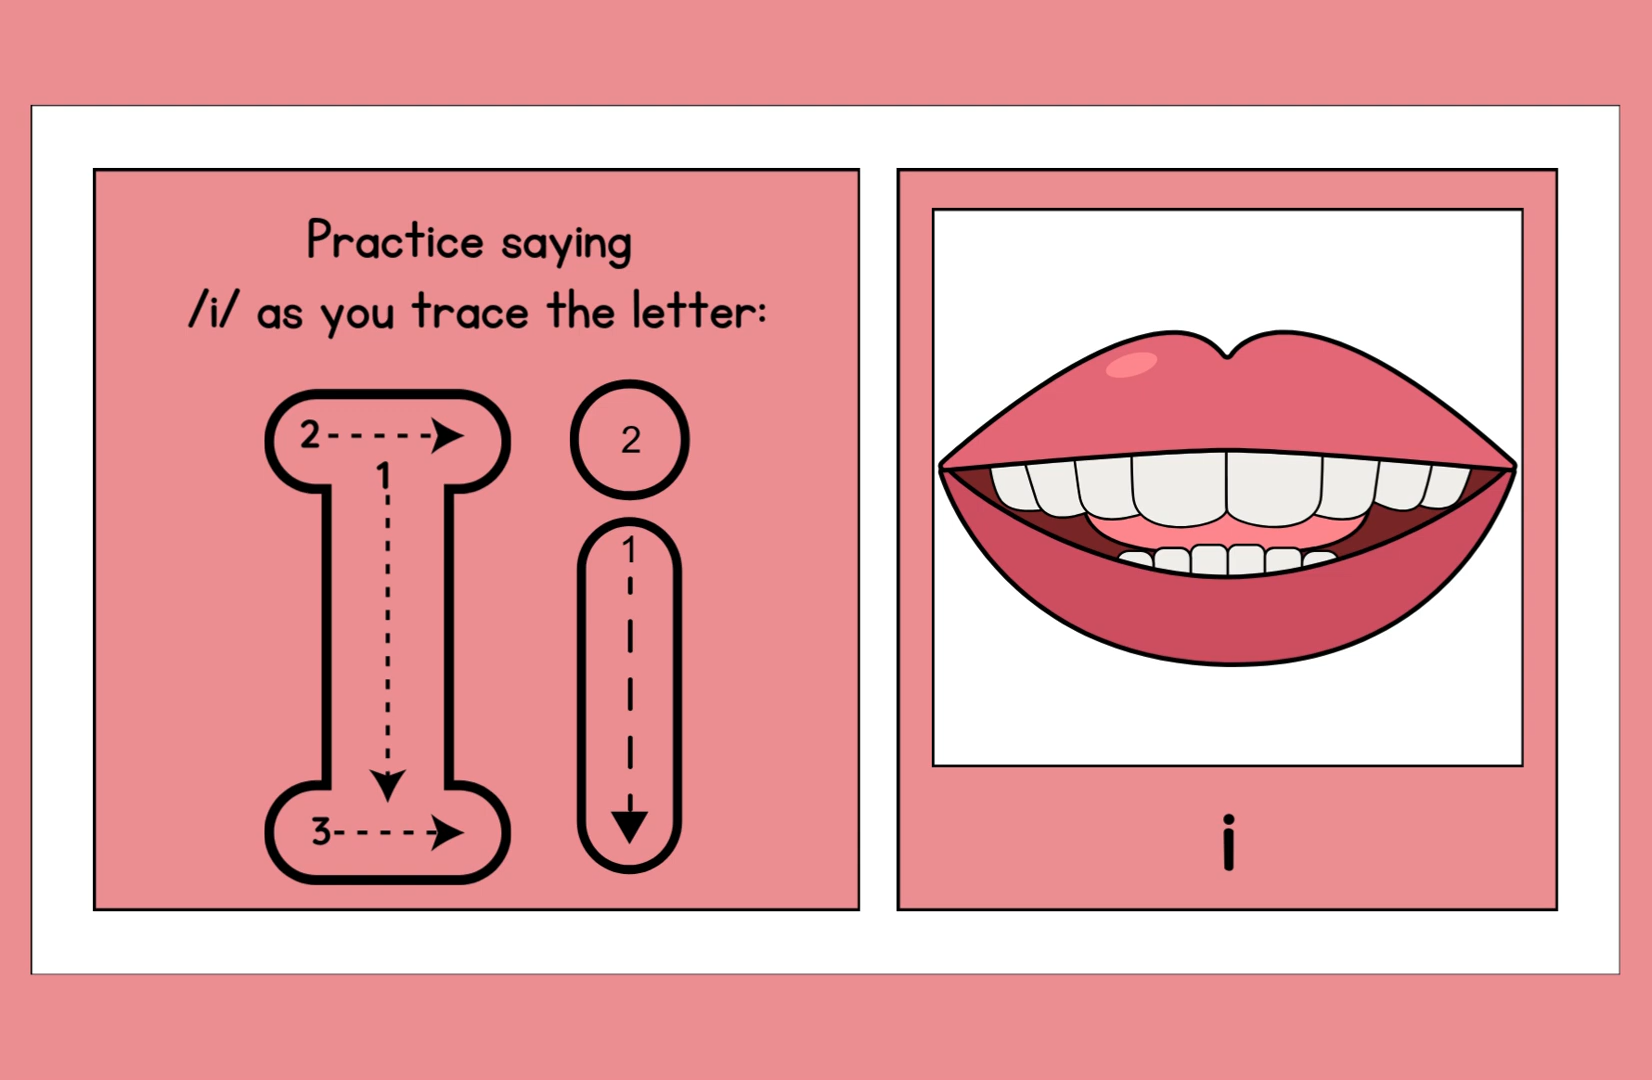 Practice saying
/i/ as you trace the letter:
2 2
1
1
3
i